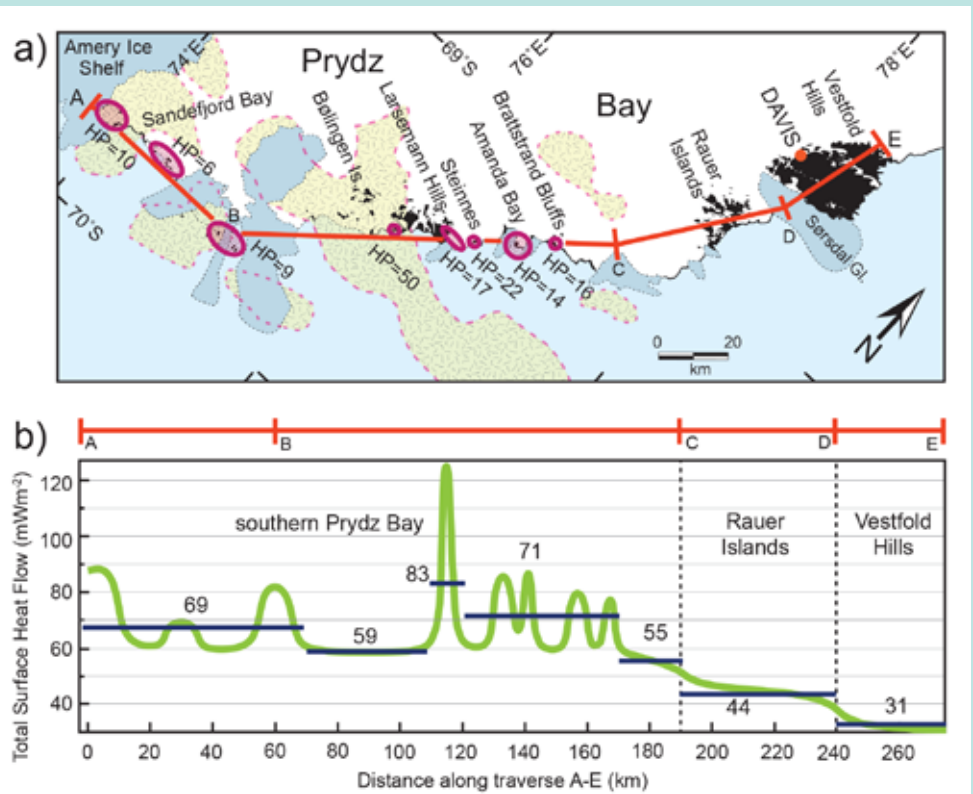 a)
Amery Ice
Shelf
74°E
Prydz
69°S
76°E
Bay
78°E
A
Sandefjord Bay
Bølingen Is.
Larsemann Hills
Steinnes
Amanda Bay
Brattstrand Bluffs
Rauer
Islands
DAVIS
Vestfold
Hills
E
HP=10
HP=6
70°S
B
HP=9
HP=50
HP=17
HP=22
HP=14
HP=16
C
D
Sørsdal Gl.
0 20
km
N
b)
A B C D E
Total Surface Heat Flow (mWm-2)
120
100
80
60
40
southern Prydz Bay
Rauer
Islands
Vestfold
Hills
69
59
83
71
55
44
31
0 20 40 60 80 100 120 140 160 180 200 220 240 260
Distance along traverse A-E (km)